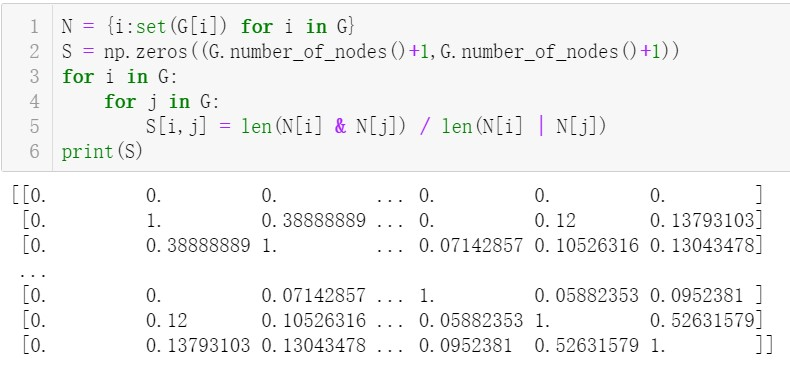 1 N = {i:set(G[i]) for i in G}
2 S = np.zeros((G.number_of_nodes()+1,G.number_of_nodes()+1))
3 for i in G:
4     for j in G:
5         S[i,j] = len(N[i] & N[j]) / len(N[i] | N[j])
6 print(S)
[[0.         0.         0.         ... 0.         0.         0.        ]
 [0.         1.         0.38888889 ... 0.         0.12       0.13793103]
 [0.         0.38888889 1.         ... 0.07142857 0.10526316 0.13043478]
 ...
 [0.         0.         0.07142857 ... 1.         0.05882353 0.0952381 ]
 [0.         0.12       0.10526316 ... 0.05882353 1.         0.52631579]
 [0.         0.13793103 0.13043478 ... 0.0952381  0.52631579 1.        ]]